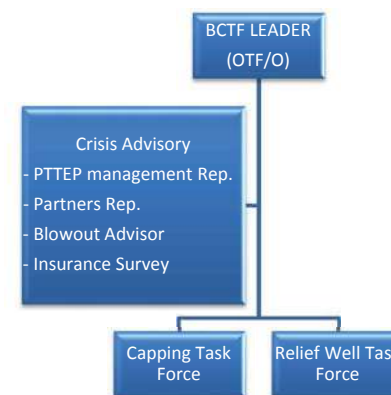 BCTF LEADER
(OTF/O)
Crisis Advisory
- PTTEP management Rep.
- Partners Rep.
- Blowout Advisor
- Insurance Survey
Capping Task
Force
Relief Well Tas
Force